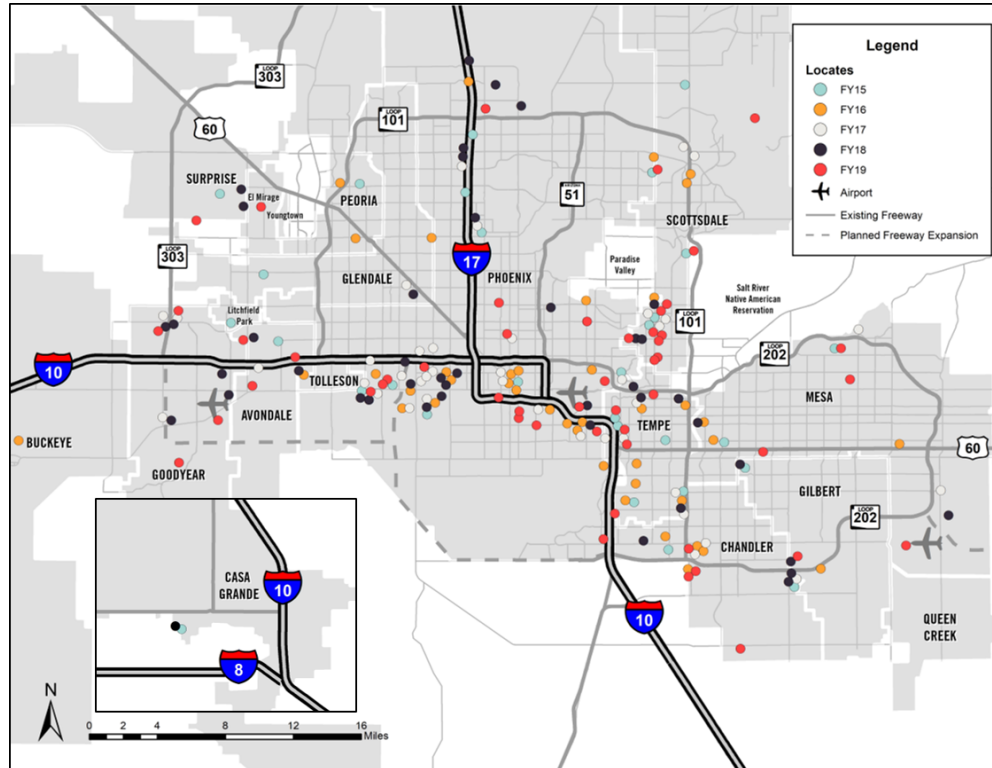 Legend
Locates
FY15
FY16
FY17
FY18
FY19
Airport
Existing Freeway
Planned Freeway Expansion
LOOP
303
LOOP
101
60
SURPRISE
El Mirage
Youngtown
PEORIA
51
SCOTTSDALE
LOOP
303
17
GLENDALE
PHOENIX
Paradise
Valley
Salt River
Native American
Reservation
Litchfield
Park
LOOP
101
LOOP
202
10
TOLLESON
AVONDALE
MESA
TEMPE
BUCKEYE
GOODYEAR
60
GILBERT
LOOP
202
CHANDLER
CASA
GRANDE
10
8
10
QUEEN
CREEK
N
0 2 4 8 12 16
Miles